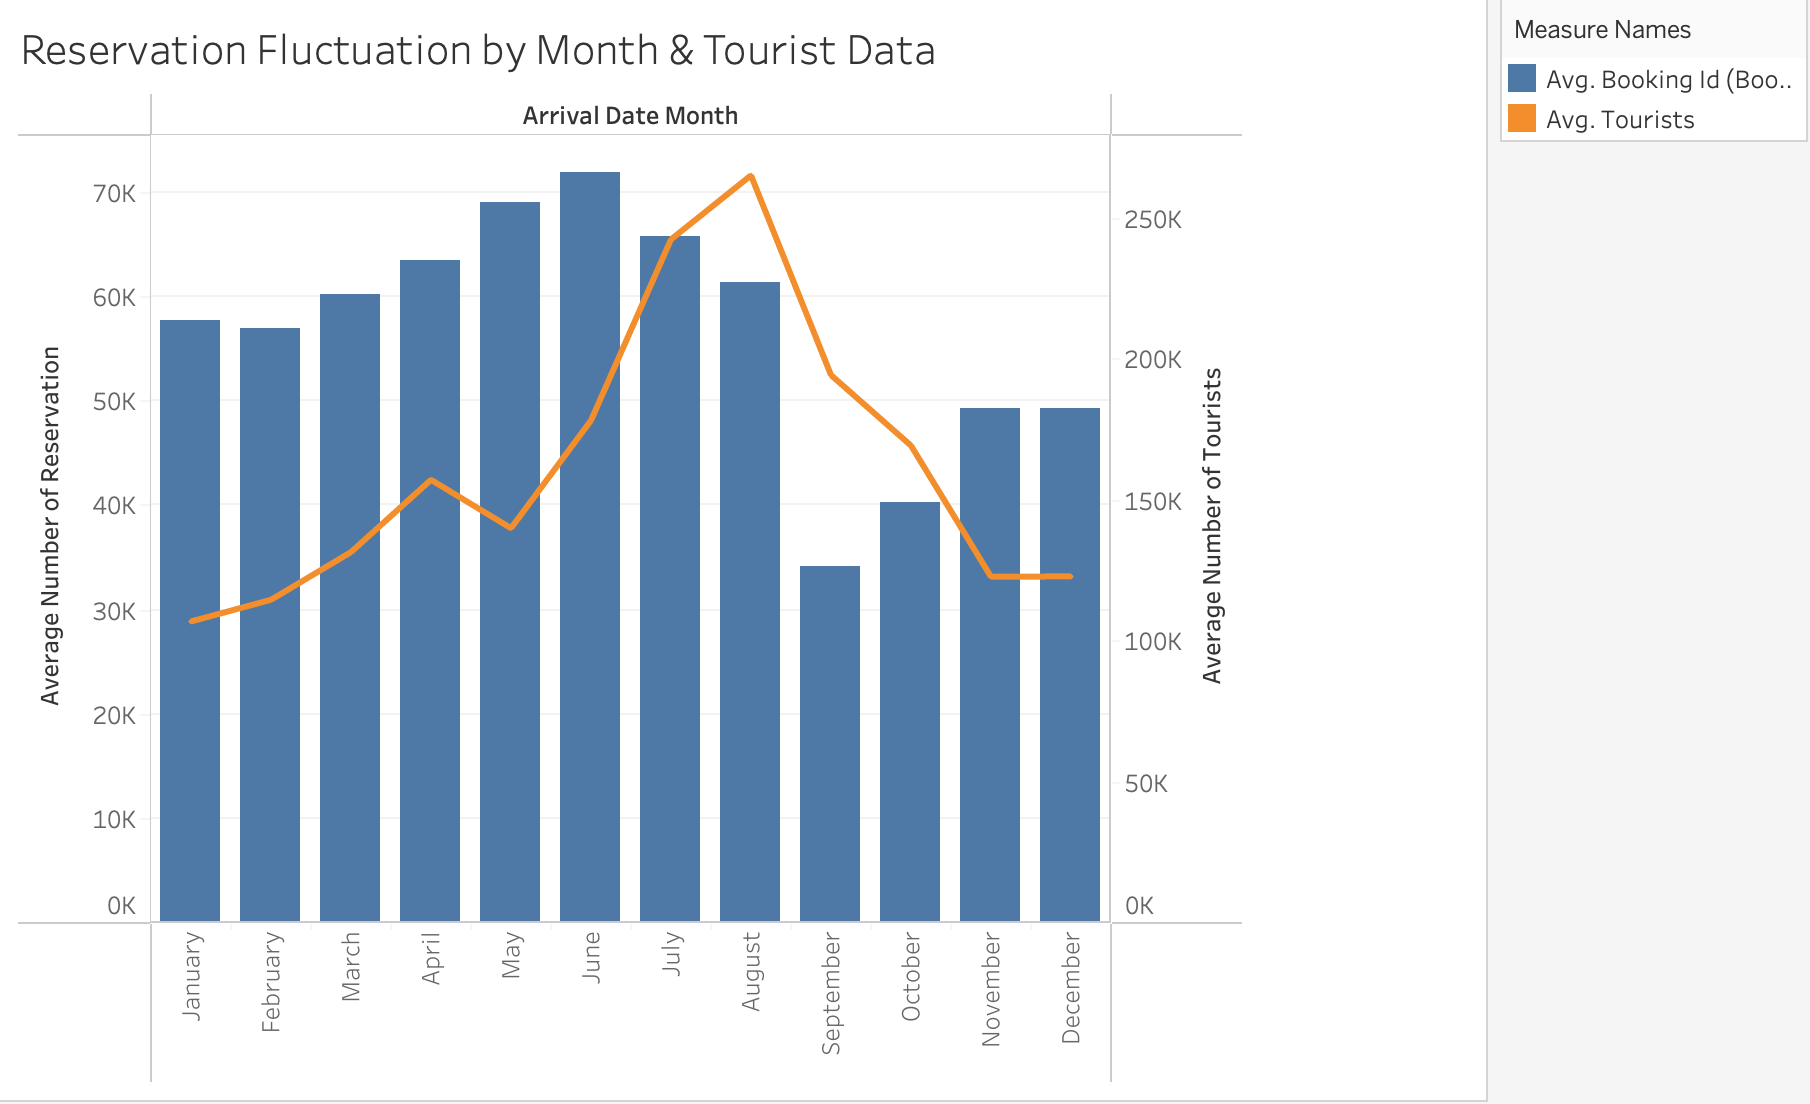 Reservation Fluctuation by Month & Tourist Data
Measure Names
Avg. Booking Id (Boo..
Avg. Tourists
Arrival Date Month
Average Number of Reservation
70K
60K
50K
40K
30K
20K
10K
0K
250K
200K
150K
100K
50K
0K
Average Number of Tourists
January
February
March
April
May
June
July
August
September
October
November
December